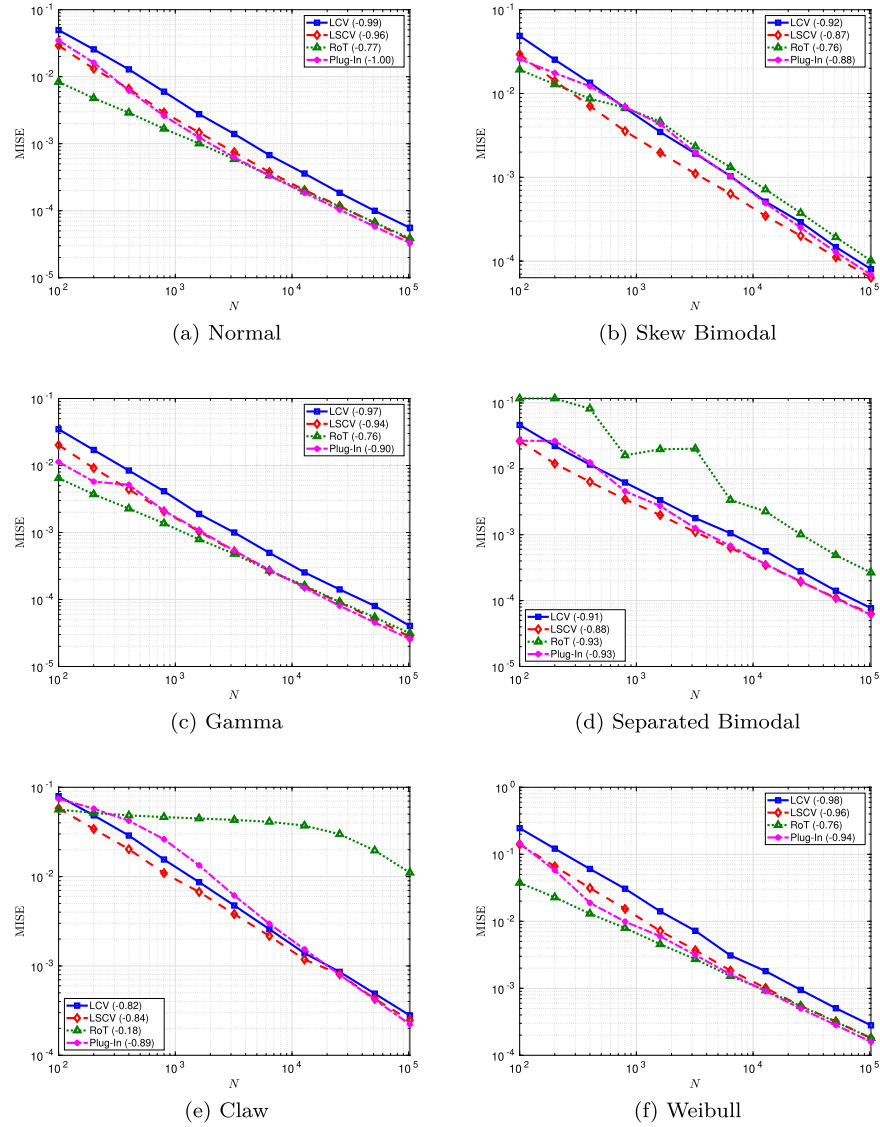 10^-1
10^-2
10^-3
10^-4
10^-5
MISE
LCV (-0.99)
LSCV (-0.96)
RoT (-0.77)
Plug-In (-1.00)
10^2 10^3 10^4 10^5
N
(a) Normal
10^-1
10^-2
10^-3
10^-4
MISE
LCV (-0.92)
LSCV (-0.87)
RoT (-0.76)
Plug-In (-0.88)
10^2 10^3 10^4 10^5
N
(b) Skew Bimodal
10^-1
10^-2
10^-3
10^-4
10^-5
MISE
LCV (-0.97)
LSCV (-0.94)
RoT (-0.76)
Plug-In (-0.90)
10^2 10^3 10^4 10^5
N
(c) Gamma
10^-1
10^-2
10^-3
10^-4
10^-5
MISE
LCV (-0.91)
LSCV (-0.88)
RoT (-0.93)
Plug-In (-0.93)
10^2 10^3 10^4 10^5
N
(d) Separated Bimodal
10^-1
10^-2
10^-3
10^-4
MISE
LCV (-0.82)
LSCV (-0.84)
RoT (-0.18)
Plug-In (-0.89)
10^2 10^3 10^4 10^5
N
(e) Claw
10^0
10^-1
10^-2
10^-3
10^-4
MISE
LCV (-0.98)
LSCV (-0.96)
RoT (-0.76)
Plug-In (-0.94)
10^2 10^3 10^4 10^5
N
(f) Weibull